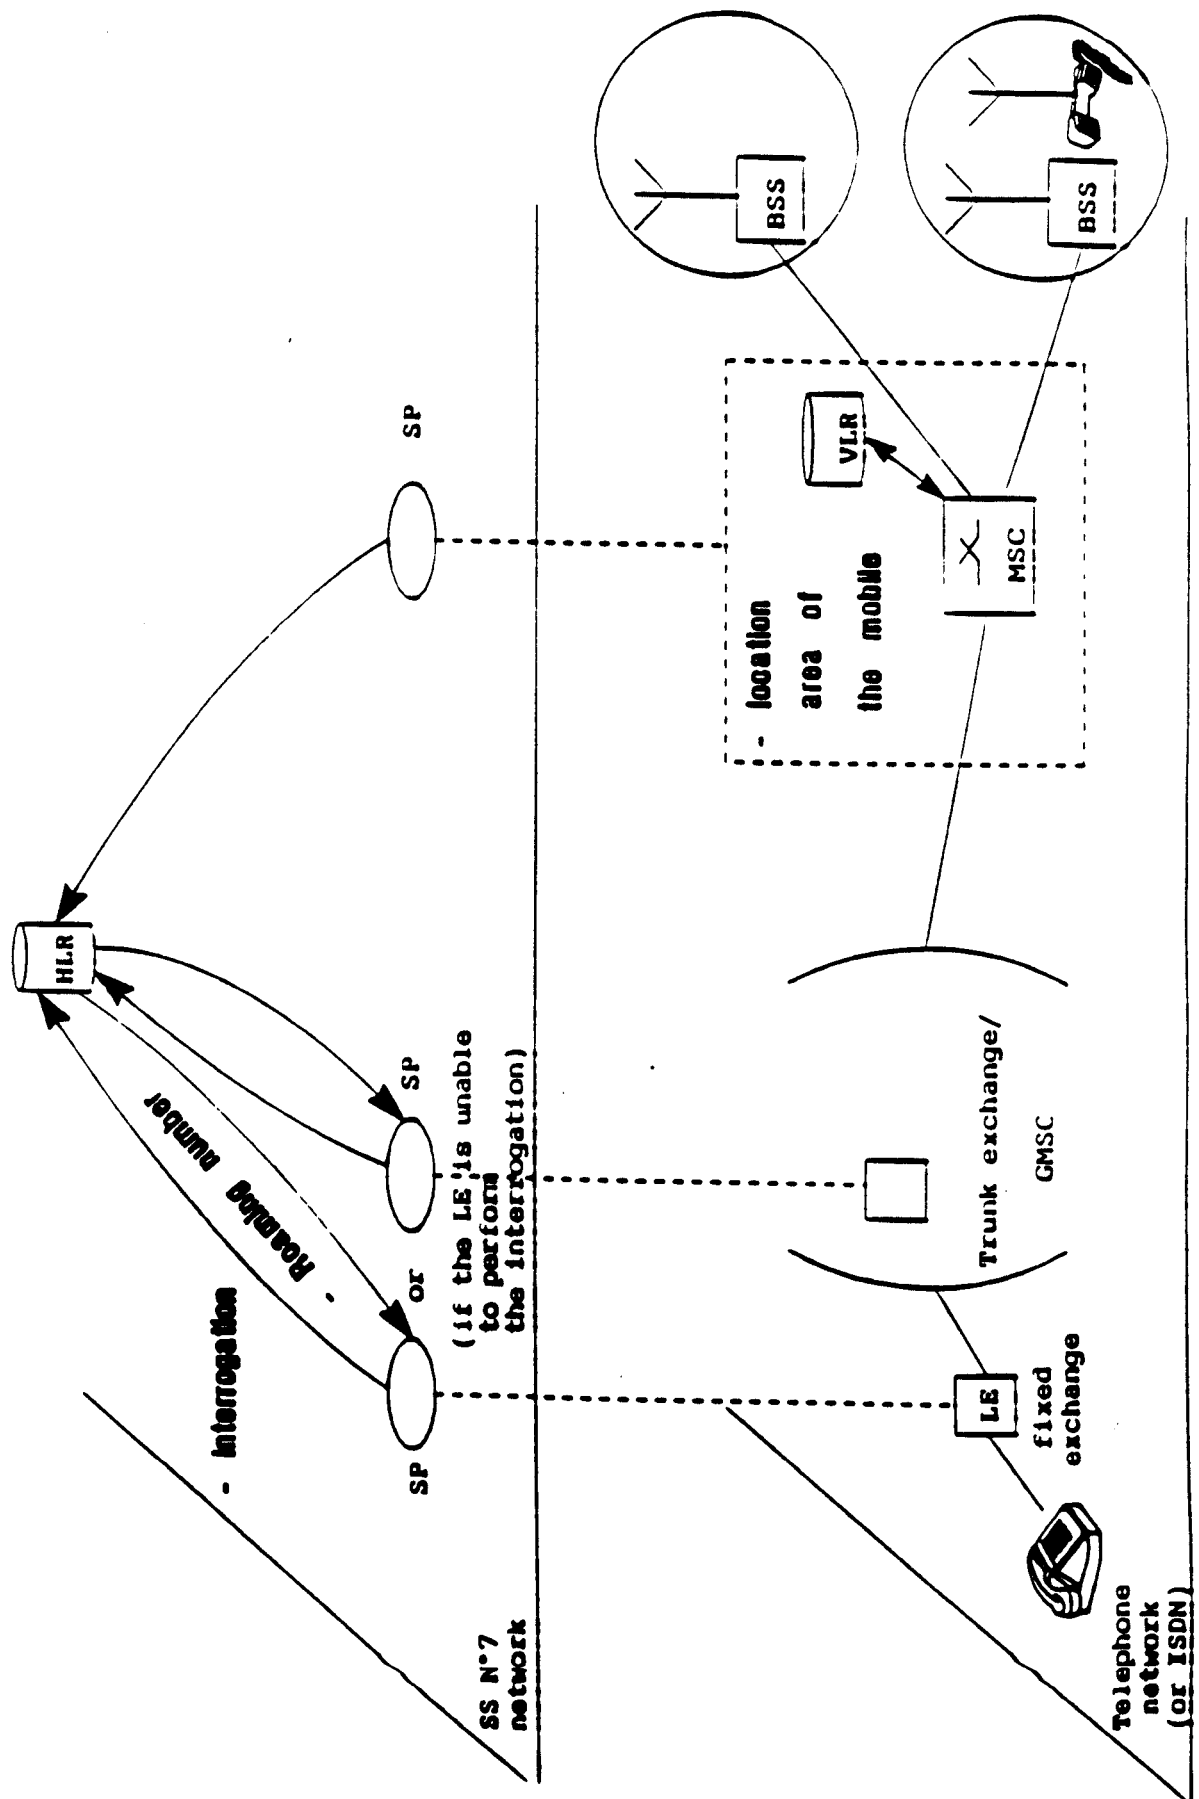 HLR
- Interrogation
- Roaming number
SP
or
SP
SP
(if the LE is unable
to perform
the interrogation)
SS N°7
network
- location
area of
the mobile
VLR
MSC
BSS
BSS
LE
fixed
exchange
Trunk exchange/
GMSC
Telephone
network
(or ISDN)